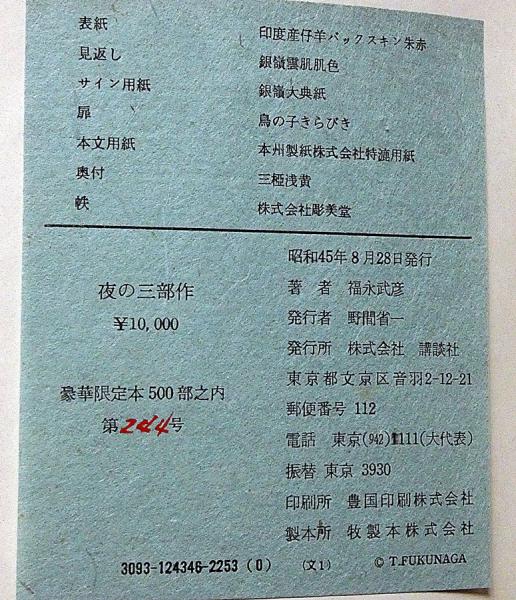 表紙 印度産仔羊バックスキン朱赤
見返し 銀嶺雲肌肌色
サイン用紙 銀嶺大典紙
扉 鳥の子きらびき
本文用紙 本州製紙株式会社特漉用紙
奥付 三椏浅黄
帙 株式会社彫美堂
夜の三部作
￥10,000
豪華限定本500部之内
第244号
昭和45年8月28日発行
著者 福永武彦
発行者 野間省一
発行所 株式会社 講談社
東京都文京区音羽2-12-21
郵便番号 112
電話 東京(942)1111(大代表)
振替 東京 3930
印刷所 豊国印刷株式会社
製本所 牧製本株式会社
3093-124346-2253 (0) (文1) © T.FUKUNAGA